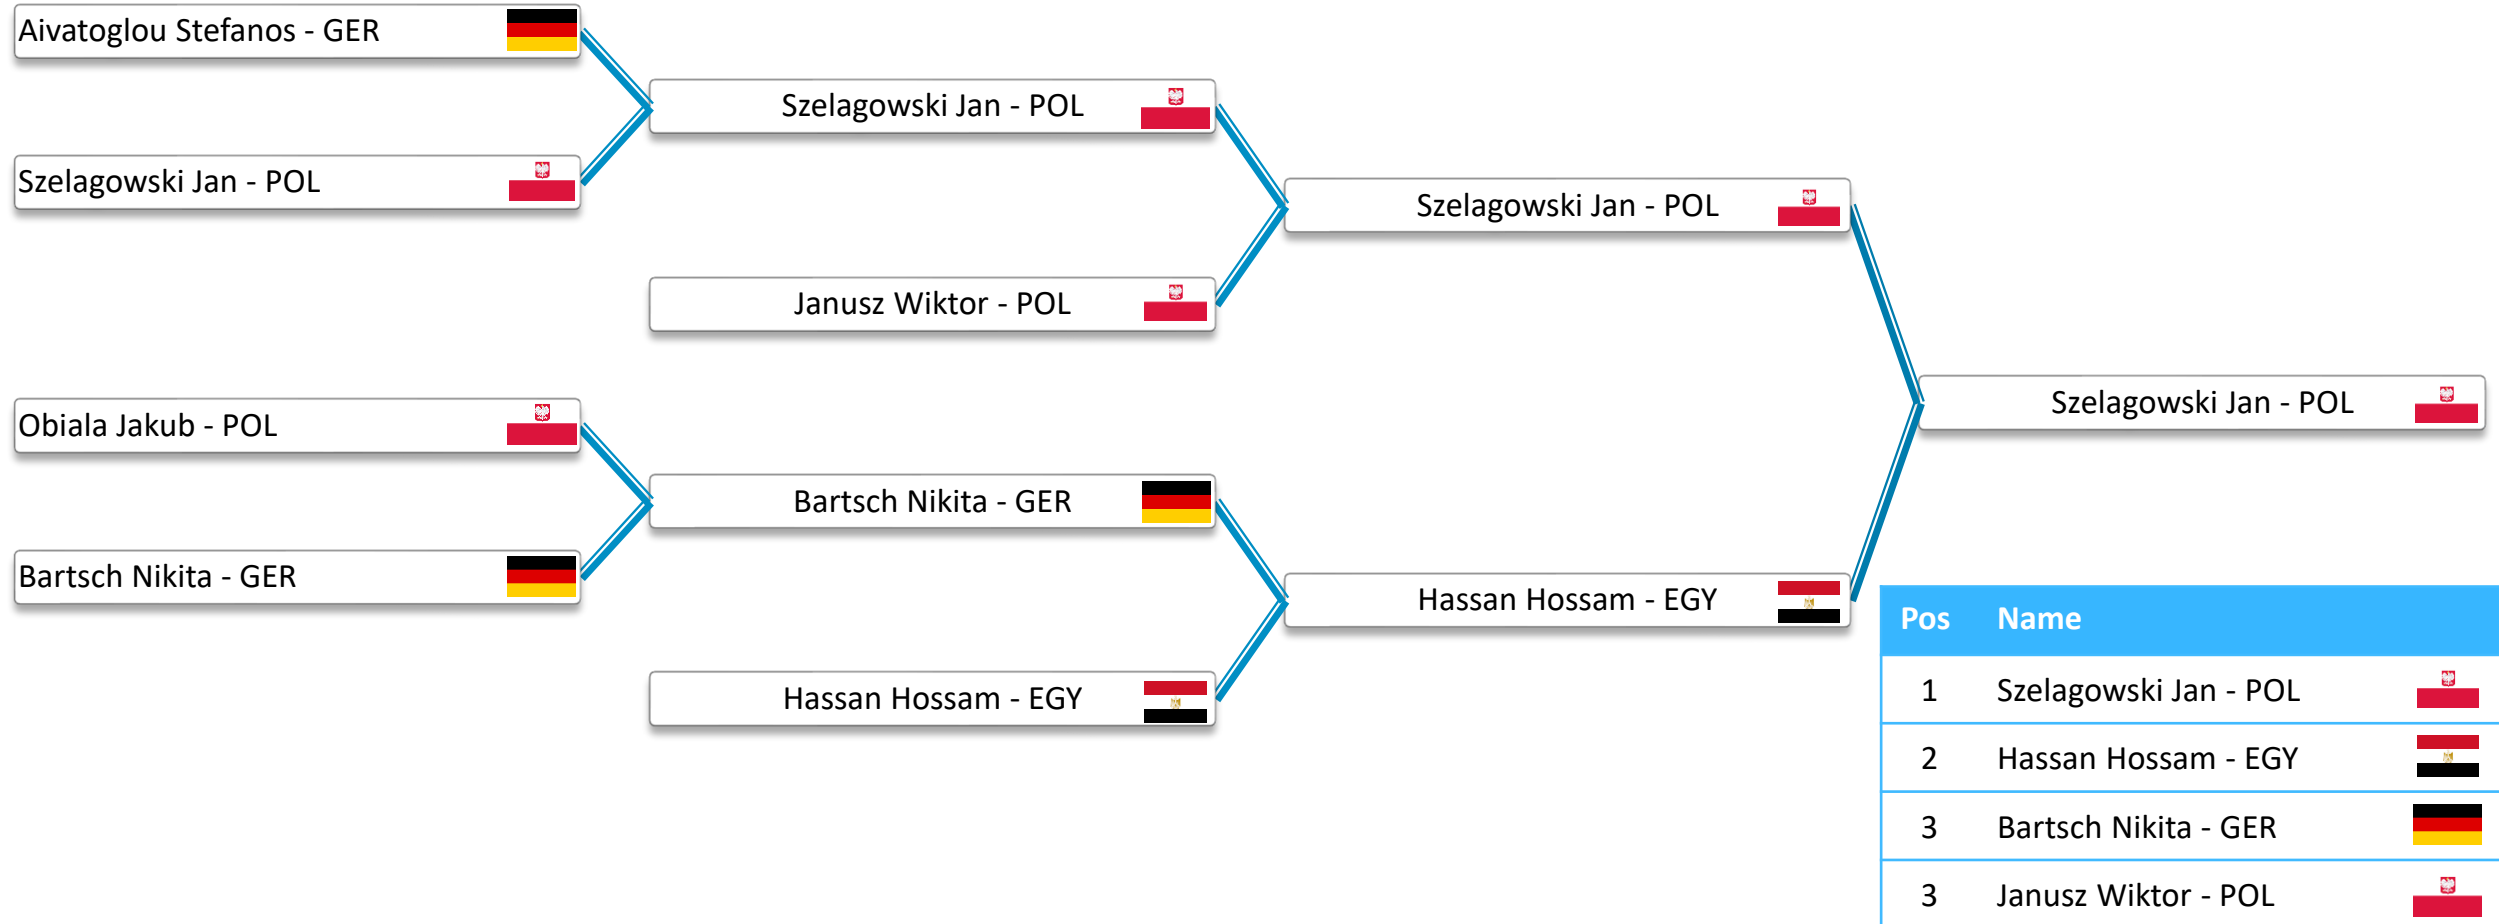 Aivatoglou Stefanos - GER
Szelagowski Jan - POL
Szelagowski Jan - POL
Szelagowski Jan - POL
Janusz Wiktor - POL
Szelagowski Jan - POL
Obiala Jakub - POL
Bartsch Nikita - GER
Bartsch Nikita - GER
Hassan Hossam - EGY
Hassan Hossam - EGY
Pos Name
1 Szelagowski Jan - POL
2 Hassan Hossam - EGY
3 Bartsch Nikita - GER
3 Janusz Wiktor - POL